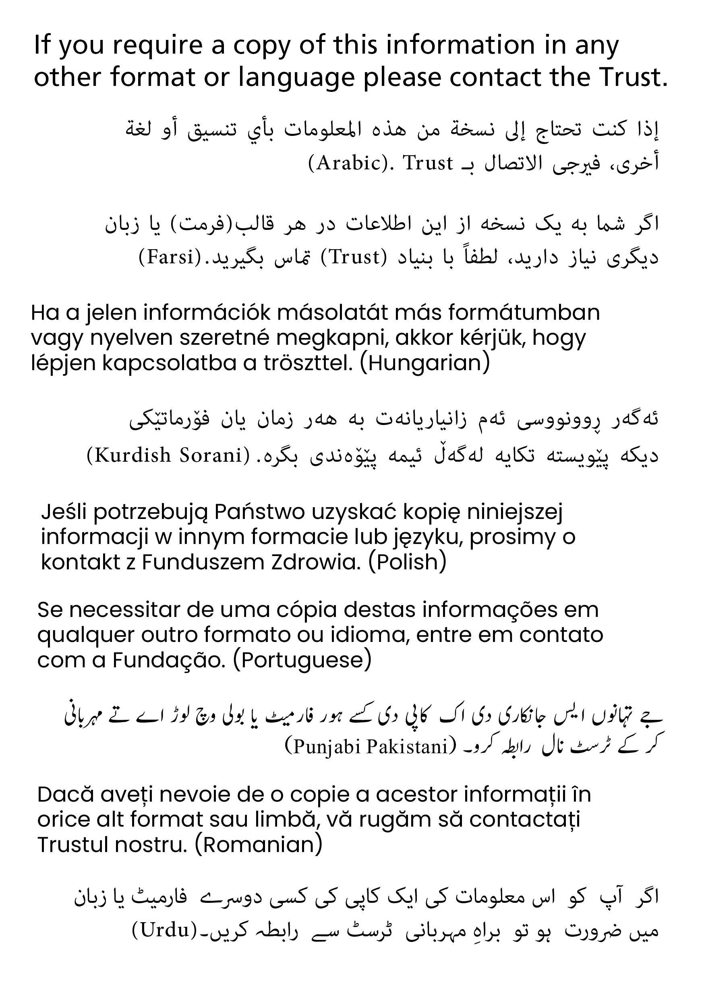 If you require a copy of this information in any
other format or language please contact the Trust.
إذا كنت تحتاج إلى نسخة من هذه المعلومات بأي تنسيق أو لغة
أخرى، فيرجى الاتصال بـ Trust .(Arabic)
اگر شما به یک نسخه از این اطلاعات در هر قالب(فرمت) یا زبان
دیگری نیاز دارید، لطفاً با بنیاد (Trust) تماس بگیرید.(Farsi)
Ha a jelen információk másolatát más formátumban
vagy nyelven szeretné megkapni, akkor kérjük, hogy
lépjen kapcsolatba a tröszttel. (Hungarian)
ئەگەر ڕوونووسی ئەم زانیاریانەت بە هەر زمان یان فۆرماتێکی
دیکە پێویستە تکایە لەگەڵ ئیمە پێۆەندی بگرە. (Kurdish Sorani)
Jeśli potrzebują Państwo uzyskać kopię niniejszej
informacji w innym formacie lub języku, prosimy o
kontakt z Funduszem Zdrowia. (Polish)
Se necessitar de uma cópia destas informações em
qualquer outro formato ou idioma, entre em contato
com a Fundação. (Portuguese)
جے تہانوں ایس جانکاری دی اک کاپی دی کسے ہور فارمیٹ یا بولی وچ لوڑ اے تے مہربانی
کر کے ٹرسٹ نال رابطہ کرو۔ (Punjabi Pakistani)
Dacă aveți nevoie de o copie a acestor informații în
orice alt format sau limbă, vă rugăm să contactați
Trustul nostru. (Romanian)
اگر آپ کو اس معلومات کی ایک کاپی کی کسی دوسرے فارمیٹ یا زبان
میں ضرورت ہو تو براہِ مہربانی ٹرسٹ سے رابطہ کریں۔(Urdu)